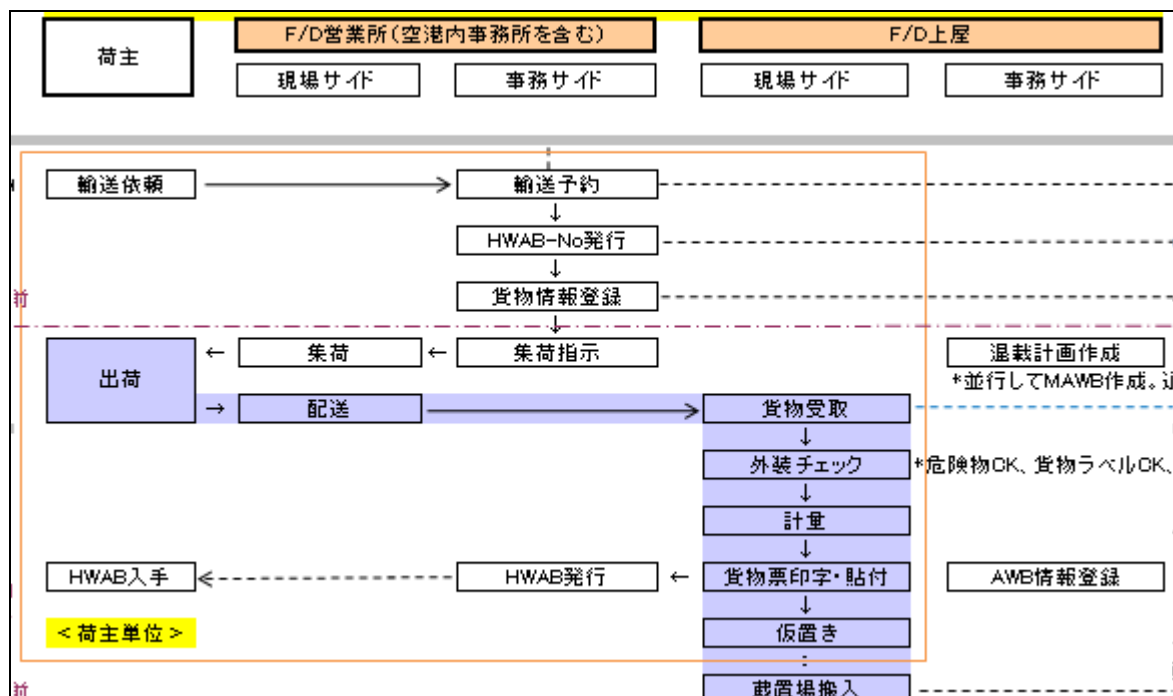 荷主
F/D営業所(空港内事務所を含む)
F/D上屋
現場サイド
事務サイド
現場サイド
事務サイド
輸送依頼
輸送予約
HWAB-No発行
貨物情報登録
前
集荷
集荷指示
混載計画作成
出荷
*並行してMAWB作成。
配送
貨物受取
外装チェック
*危険物CK、貨物ラベルCK、
計量
HWAB入手
HWAB発行
貨物票印字・貼付
AWB情報登録
<荷主単位>
仮置き
前
蔵置場搬入